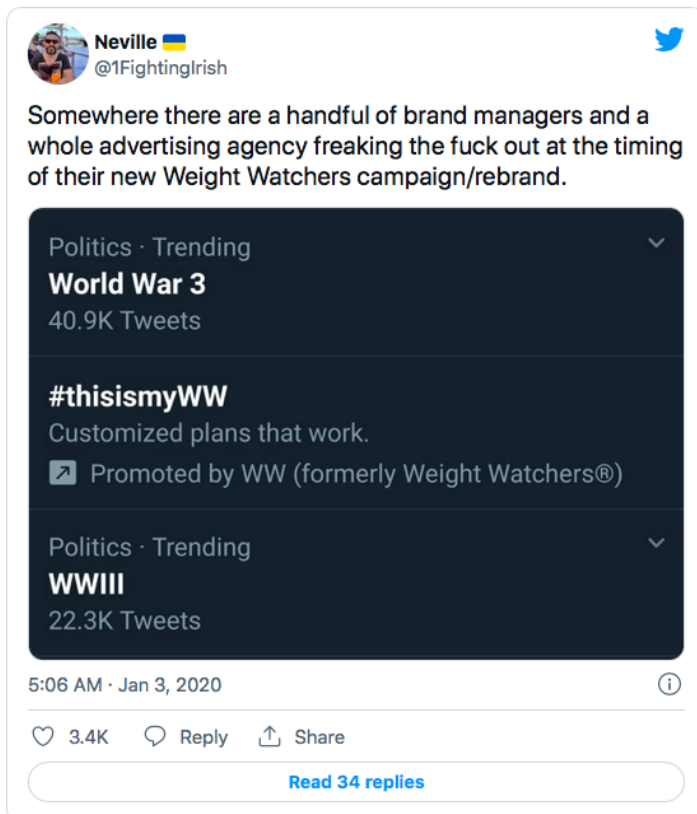 Neville 🇺🇦
@1FightingIrish
Somewhere there are a handful of brand managers and a
whole advertising agency freaking the fuck out at the timing
of their new Weight Watchers campaign/rebrand.
Politics · Trending
World War 3
40.9K Tweets
#thisismyWW
Customized plans that work.
Promoted by WW (formerly Weight Watchers®)
Politics · Trending
WWIII
22.3K Tweets
5:06 AM · Jan 3, 2020
3.4K Reply Share
Read 34 replies